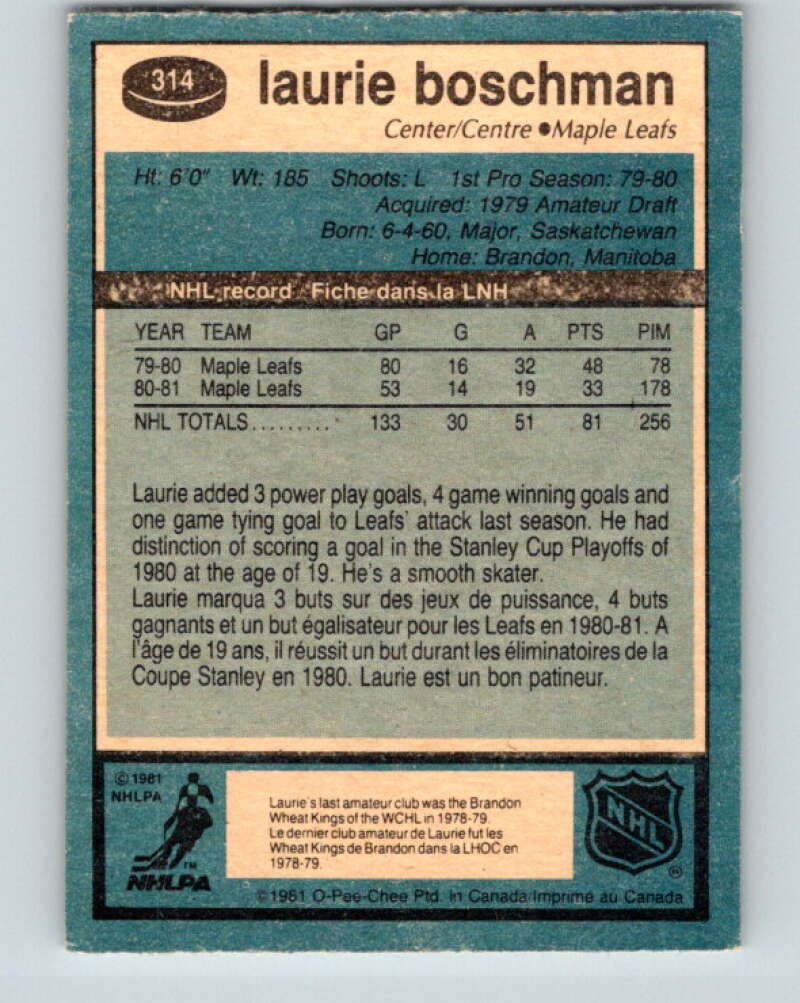 314
laurie boschman
Center/Centre ●Maple Leafs
Ht: 6'0" Wt: 185 Shoots: L 1st Pro Season: 79-80
Acquired: 1979 Amateur Draft
Born: 6-4-60, Major, Saskatchewan
Home: Brandon, Manitoba
NHL record Fiche dans la LNH
YEAR TEAM GP G A PTS PIM
79-80 Maple Leafs 80 16 32 48 78
80-81 Maple Leafs 53 14 19 33 178
NHL TOTALS......... 133 30 51 81 256
Laurie added 3 power play goals, 4 game winning goals and
one game tying goal to Leafs' attack last season. He had
distinction of scoring a goal in the Stanley Cup Playoffs of
1980 at the age of 19. He's a smooth skater.
Laurie marqua 3 buts sur des jeux de puissance, 4 buts
gagnants et un but égalisateur pour les Leafs en 1980-81. A
l'âge de 19 ans, il réussit un but durant les éliminatoires de la
Coupe Stanley en 1980. Laurie est un bon patineur.
© 1981
NHLPA
TM
NHLPA
Laurie's last amateur club was the Brandon
Wheat Kings of the WCHL in 1978-79.
Le dernier club amateur de Laurie fut les
Wheat Kings de Brandon dans la LHOC en
1978-79.
NHL
®
© 1981 O-Pee-Chee Ptd. In Canada/Imprimé au Canada